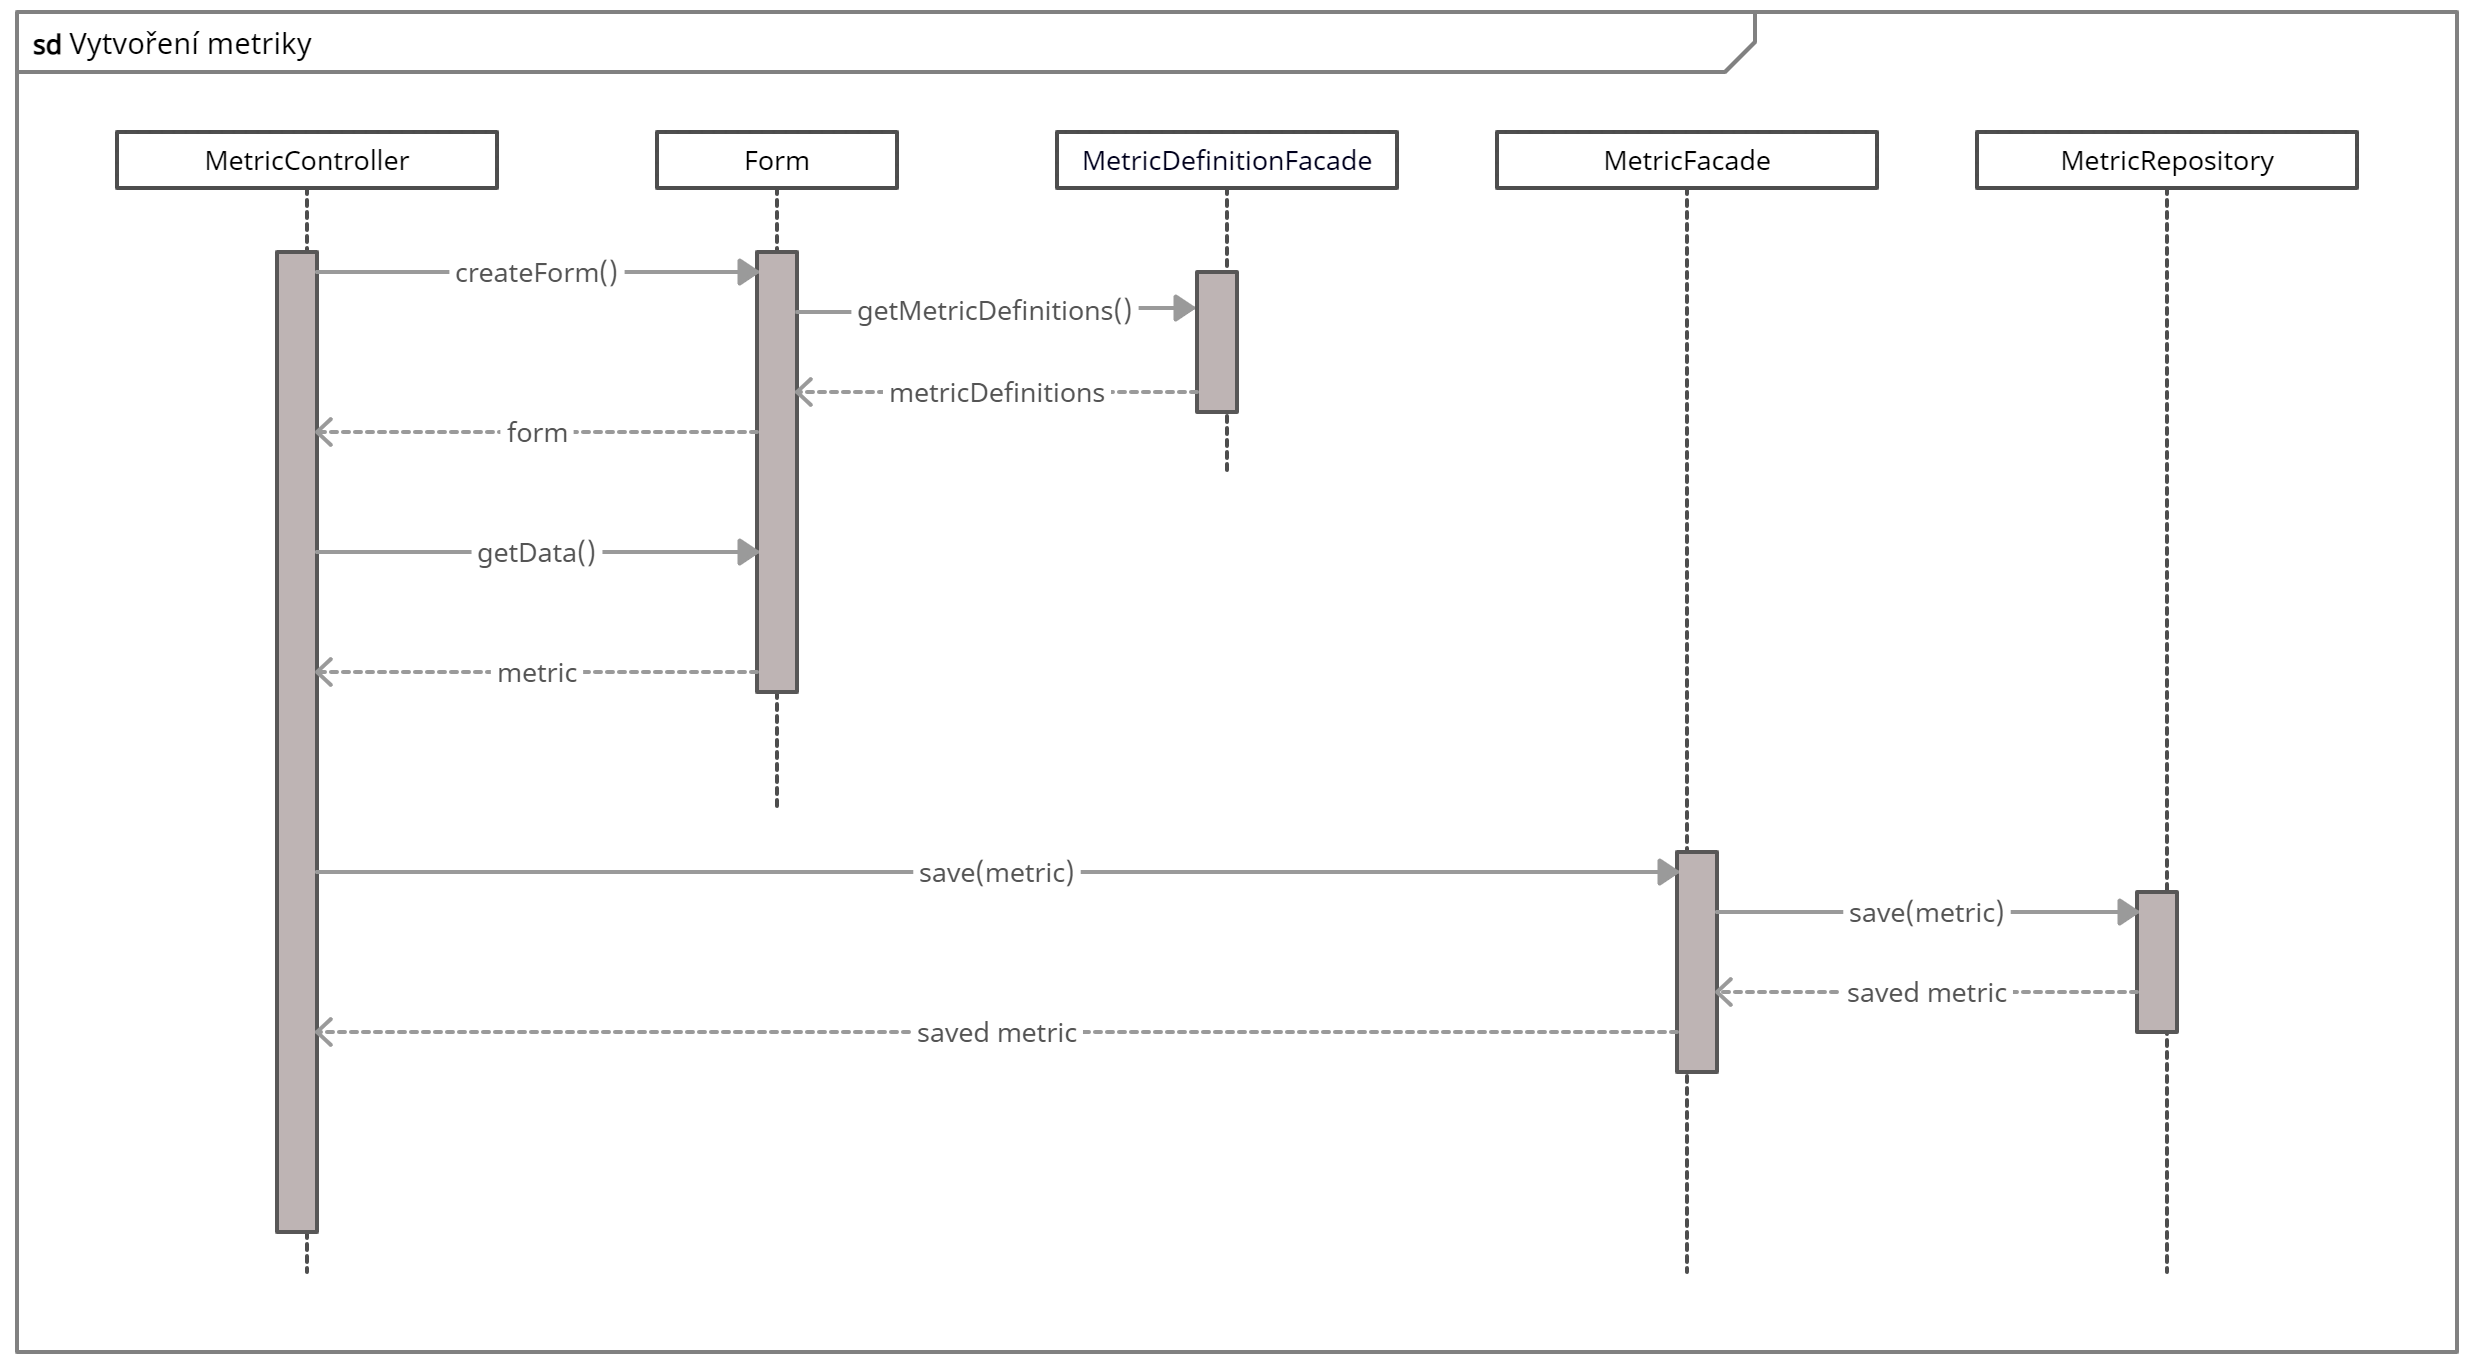 sd Vytvoření metriky
MetricController
Form
MetricDefinitionFacade
MetricFacade
MetricRepository
createForm()
getMetricDefinitions()
metricDefinitions
form
getData()
metric
save(metric)
save(metric)
saved metric
saved metric